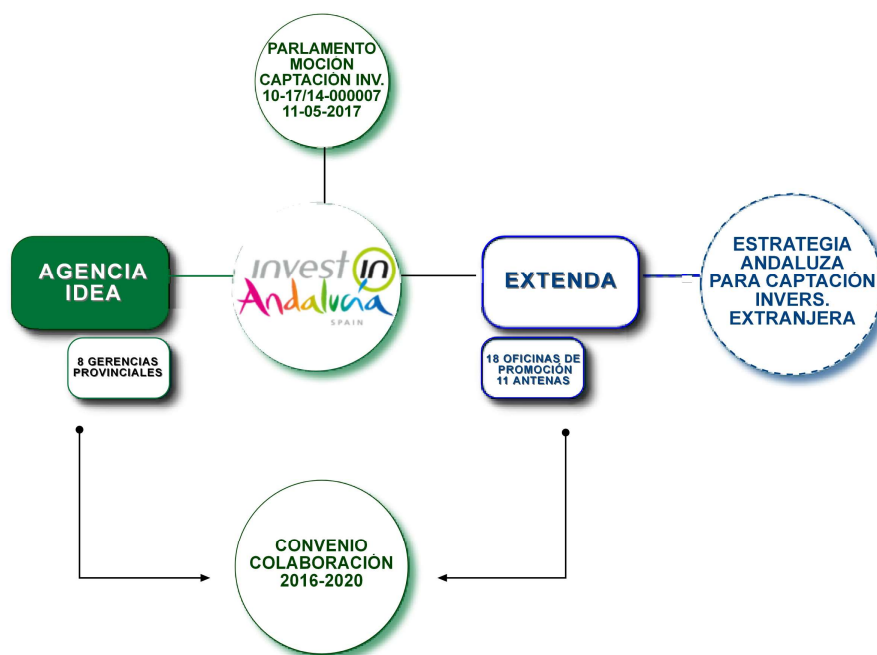 PARLAMENTO
MOCIÓN
CAPTACIÓN INV.
10-17/14-000007
11-05-2017
AGENCIA
IDEA
invest in
Andalucía
SPAIN
EXTENDA
ESTRATEGIA
ANDALUZA
PARA CAPTACIÓN
INVERS.
EXTRANJERA
8 GERENCIAS
PROVINCIALES
18 OFICINAS DE
PROMOCIÓN
11 ANTENAS
CONVENIO
COLABORACIÓN
2016-2020